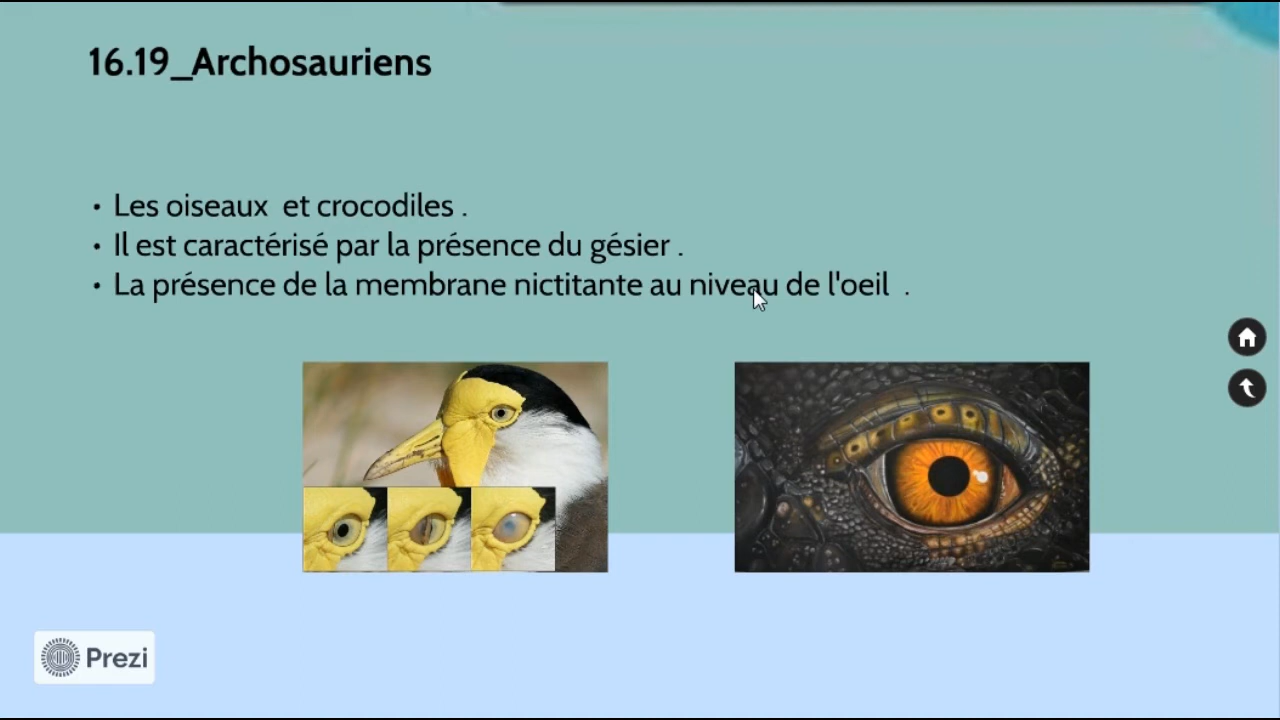 16.19_Archosauriens
• Les oiseaux  et crocodiles .
• Il est caractérisé par la présence du gésier .
• La présence de la membrane nictitante au niveau de l'oeil  .
Prezi